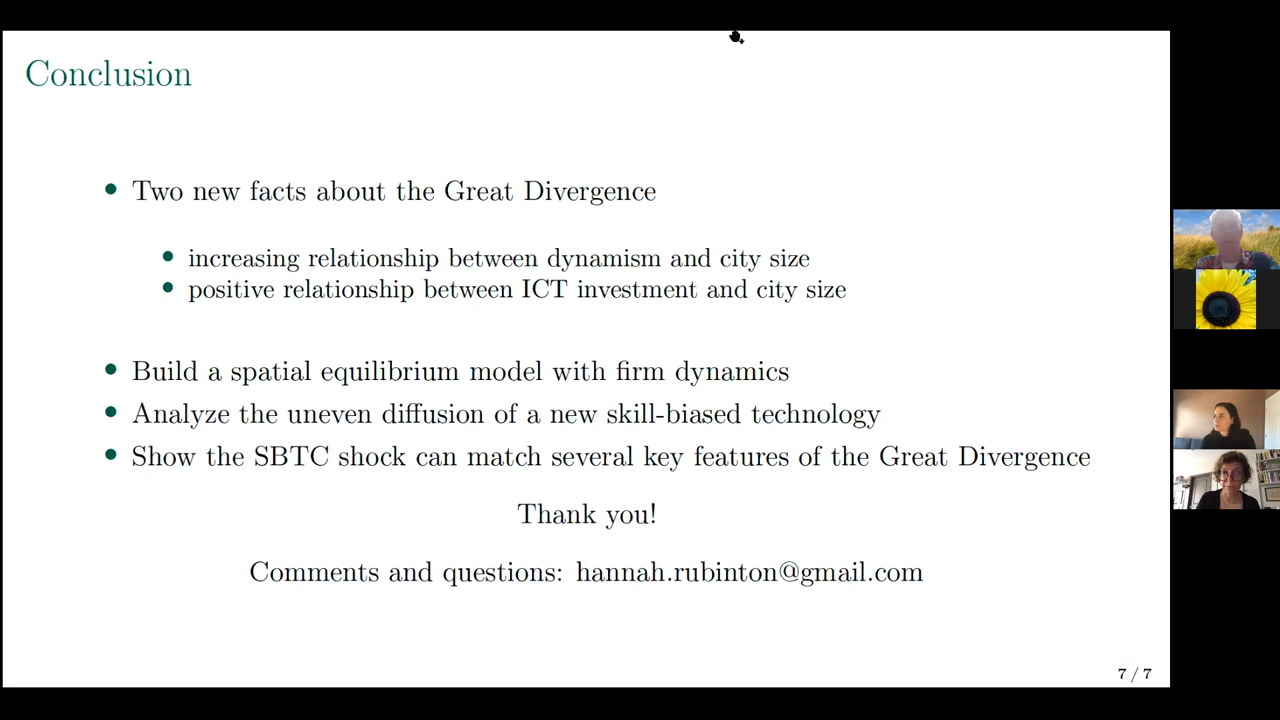 Conclusion
Two new facts about the Great Divergence
increasing relationship between dynamism and city size
positive relationship between ICT investment and city size
Build a spatial equilibrium model with firm dynamics
Analyze the uneven diffusion of a new skill-biased technology
Show the SBTC shock can match several key features of the Great Divergence
Thank you!
Comments and questions: hannah.rubinton@gmail.com
7 / 7